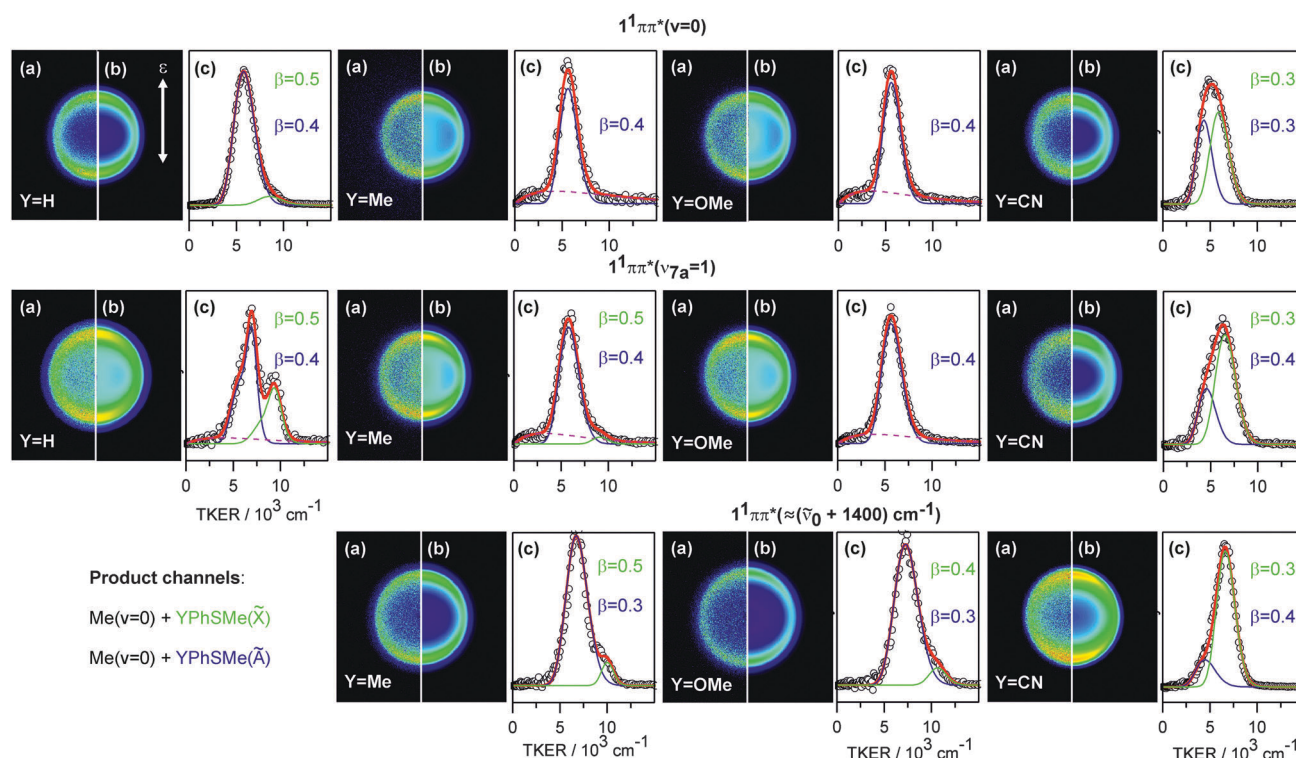 1¹ππ*(v=0)
(a) (b) ε (c) β=0.5 β=0.4 Y=H
(a) (b) (c) β=0.4 Y=Me
(a) (b) (c) β=0.4 Y=OMe
(a) (b) (c) β=0.3 β=0.3 Y=CN
0 5 10 0 5 10 0 5 10 0 5 10
1¹ππ*(ν₇ₐ=1)
(a) (b) (c) β=0.5 β=0.4 Y=H
(a) (b) (c) β=0.5 β=0.4 Y=Me
(a) (b) (c) β=0.4 Y=OMe
(a) (b) (c) β=0.3 β=0.4 Y=CN
0 5 10 0 5 10 0 5 10 0 5 10
TKER / 10³ cm⁻¹
1¹ππ*(≈(ṽ₀ + 1400) cm⁻¹)
(a) (b) (c) β=0.5 β=0.3 Y=Me
(a) (b) (c) β=0.4 β=0.3 Y=OMe
(a) (b) (c) β=0.3 β=0.4 Y=CN
0 5 10 0 5 10 0 5 10
TKER / 10³ cm⁻¹ TKER / 10³ cm⁻¹ TKER / 10³ cm⁻¹
Product channels:
Me(v=0) + YPhSMe(X̃)
Me(v=0) + YPhSMe(Ã)